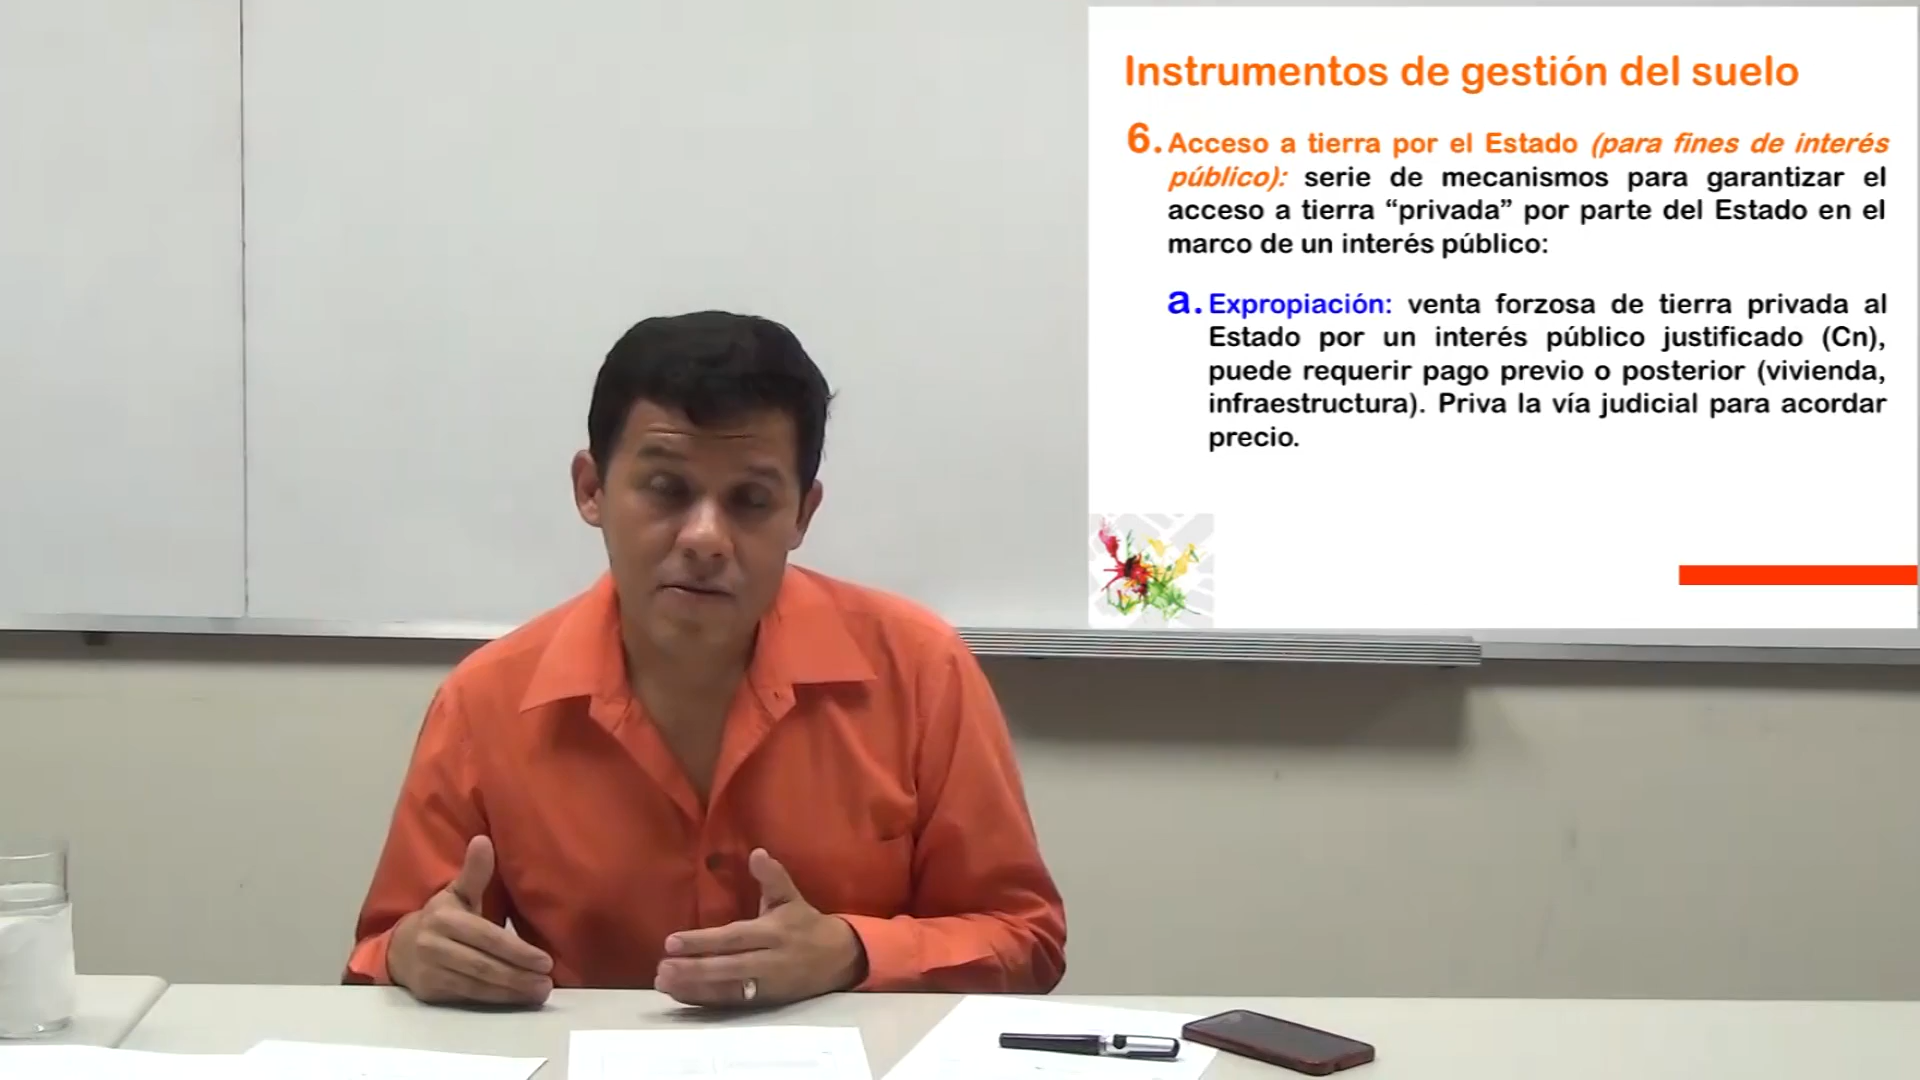 Instrumentos de gestión del suelo
6. Acceso a tierra por el Estado (para fines de interés
público): serie de mecanismos para garantizar el
acceso a tierra “privada” por parte del Estado en el
marco de un interés público:
a. Expropiación: venta forzosa de tierra privada al
Estado por un interés público justificado (Cn),
puede requerir pago previo o posterior (vivienda,
infraestructura). Priva la vía judicial para acordar
precio.